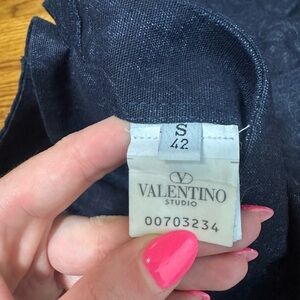 S
42
VALENTINO
STUDIO
00703234